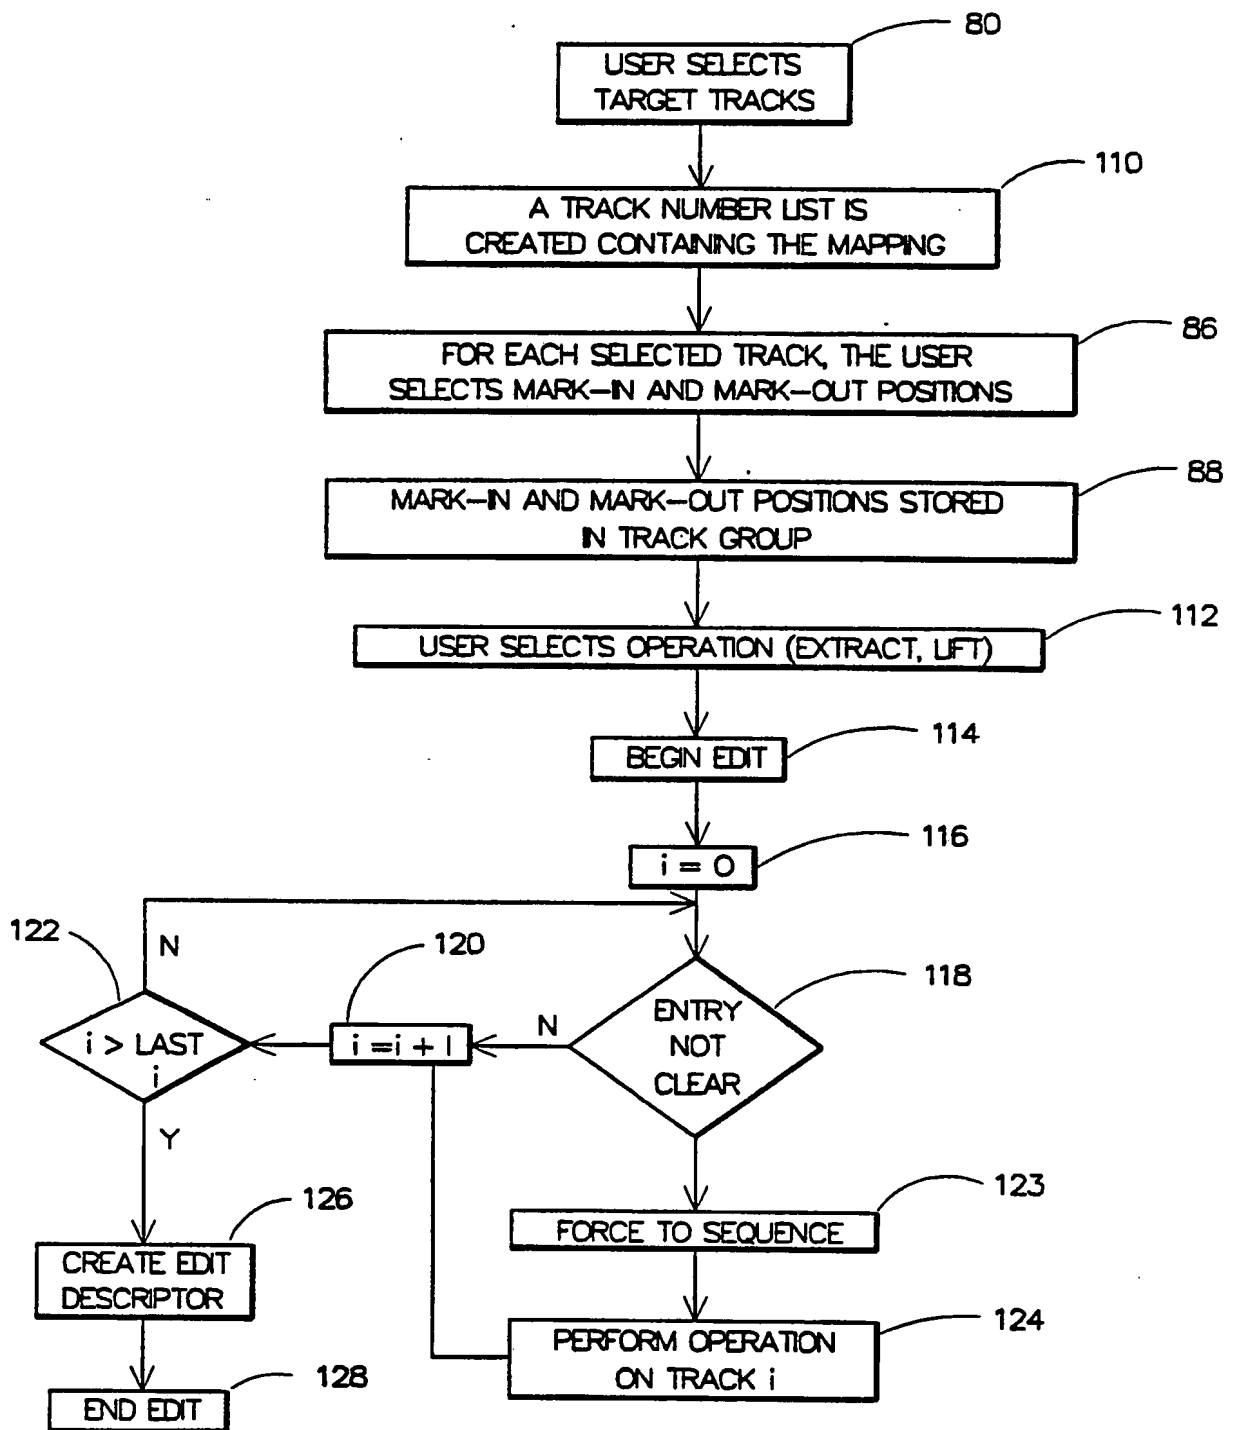 80
USER SELECTS
TARGET TRACKS
110
A TRACK NUMBER LIST IS
CREATED CONTAINING THE MAPPING
86
FOR EACH SELECTED TRACK, THE USER
SELECTS MARK-IN AND MARK-OUT POSITIONS
88
MARK-IN AND MARK-OUT POSITIONS STORED
IN TRACK GROUP
112
USER SELECTS OPERATION (EXTRACT, LIFT)
114
BEGIN EDIT
116
i = 0
122
N
120
118
i > LAST
i
i = i + 1
N
ENTRY
NOT
CLEAR
Y
123
FORCE TO SEQUENCE
126
CREATE EDIT
DESCRIPTOR
124
PERFORM OPERATION
ON TRACK i
128
END EDIT